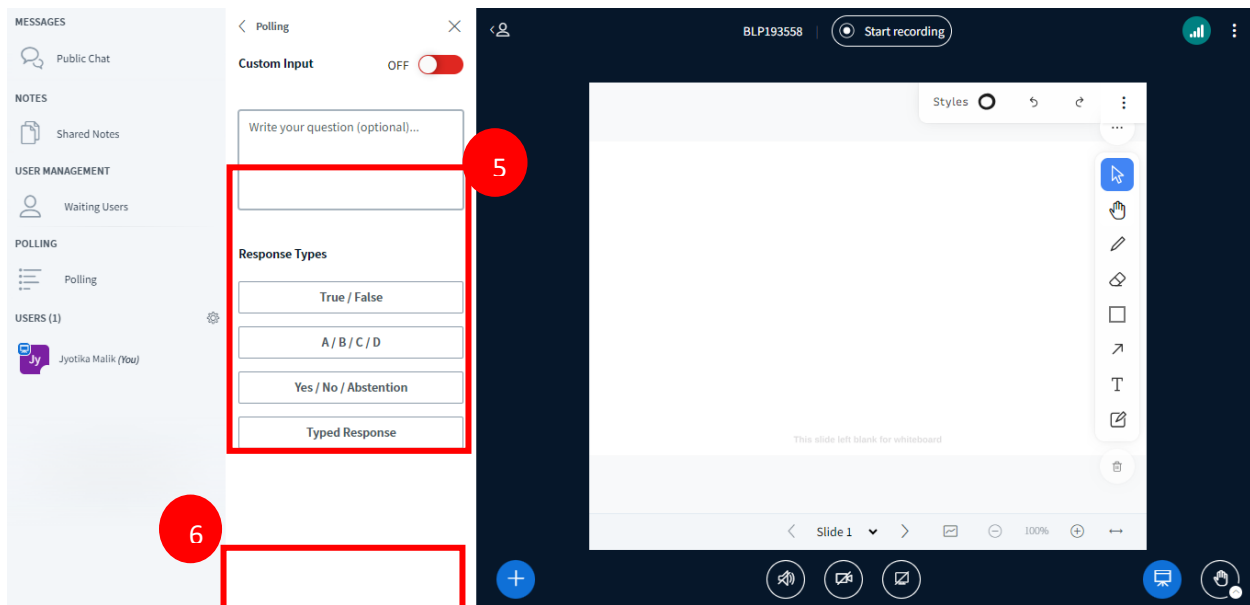 MESSAGES
Public Chat
NOTES
Shared Notes
USER MANAGEMENT
Waiting Users
POLLING
Polling
USERS (1)
Jy
Jyotika Malik (You)
Polling
Custom Input OFF
Write your question (optional)...
5
Response Types
True / False
A / B / C / D
Yes / No / Abstention
Typed Response
6
BLP193558
Start recording
Styles
T
This slide left blank for whiteboard
Slide 1 100%